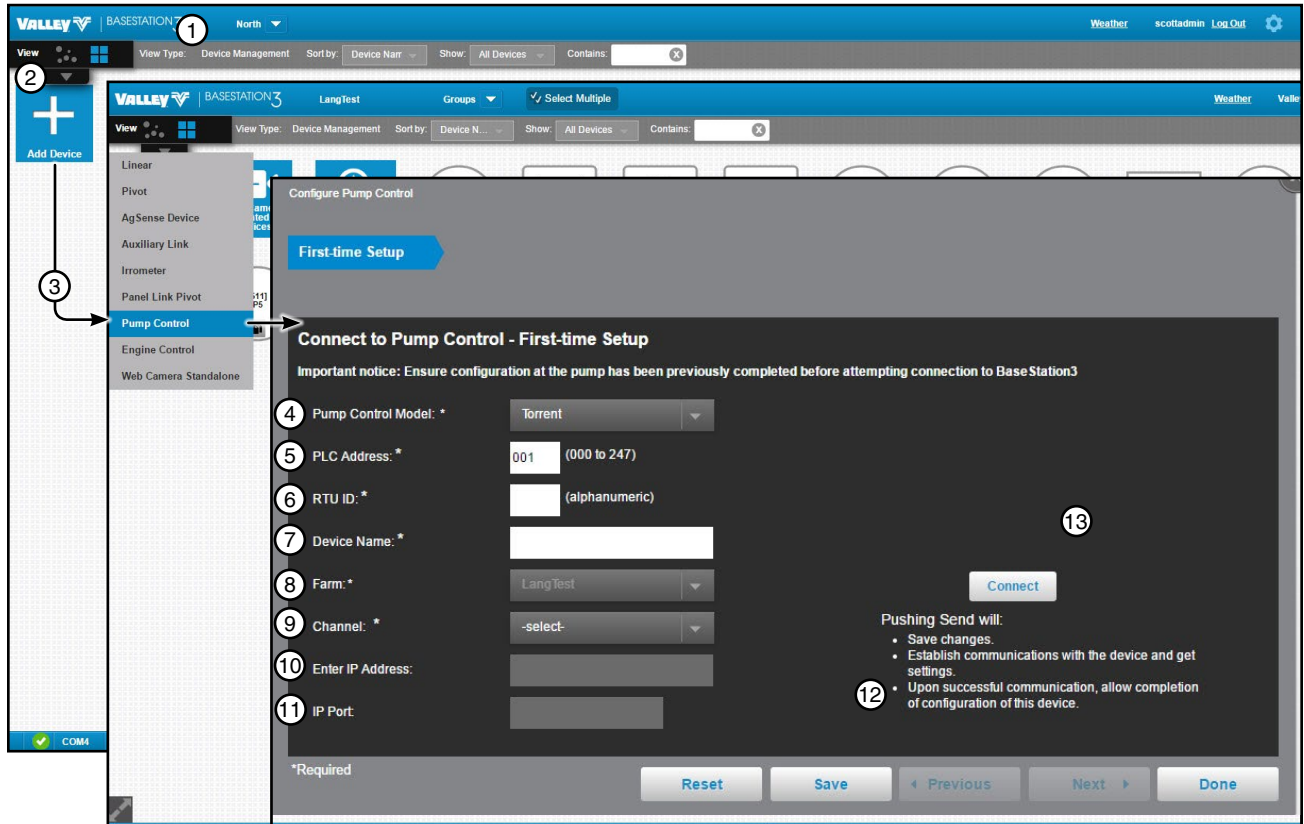 VALLEY | BASESTATION 1 North Weather scottadmin Log Out
View View Type: Device Management Sort by: Device Narr Show: All Devices Contains:
2
Add Device
VALLEY | BASESTATION3 LangTest Groups Select Multiple Weather Valle
View View Type: Device Management Sort by: Device N... Show: All Devices Contains:
Linear
Pivot
AgSense Device
Auxiliary Link
Irrometer
Panel Link Pivot
Pump Control
Engine Control
Web Camera Standalone
3
511]
P5
Configure Pump Control
First-time Setup
Connect to Pump Control - First-time Setup
Important notice: Ensure configuration at the pump has been previously completed before attempting connection to BaseStation3
4 Pump Control Model: * Torrent
5 PLC Address: * 001 (000 to 247)
6 RTU ID: * (alphanumeric)
7 Device Name: *
8 Farm: * LangTest
9 Channel: * -select-
10 Enter IP Address:
11 IP Port:
13
Connect
Pushing Send will:
• Save changes.
• Establish communications with the device and get
settings.
12 • Upon successful communication, allow completion
of configuration of this device.
COM4
*Required
Reset Save Previous Next Done